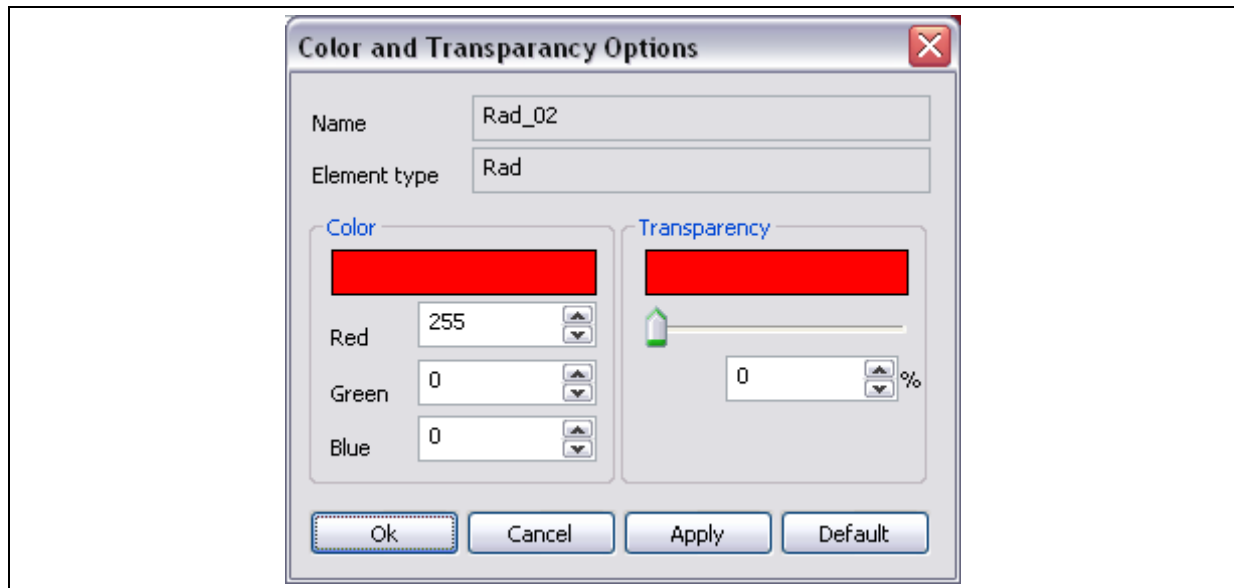 Color and Transparancy Options
Name Rad_02
Element type Rad
Color Transparency
Red 255
0 %
Green 0
Blue 0
Ok Cancel Apply Default